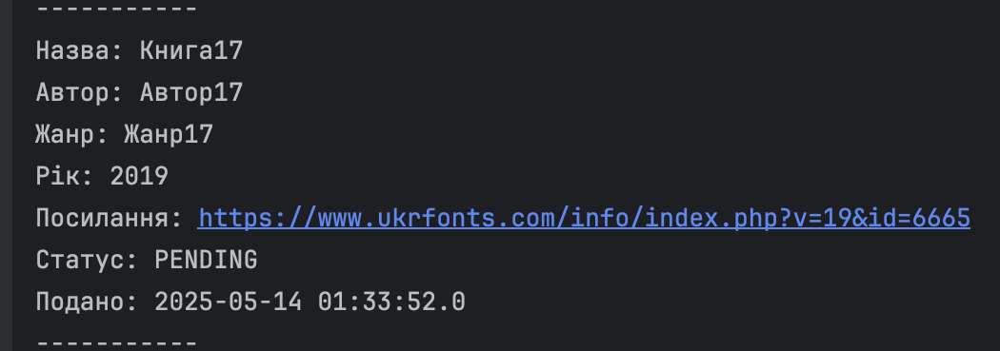 -----------
Назва: Книга17
Автор: Автор17
Жанр: Жанр17
Рік: 2019
Посилання: https://www.ukrfonts.com/info/index.php?v=19&id=6665
Статус: PENDING
Подано: 2025-05-14 01:33:52.0
-----------